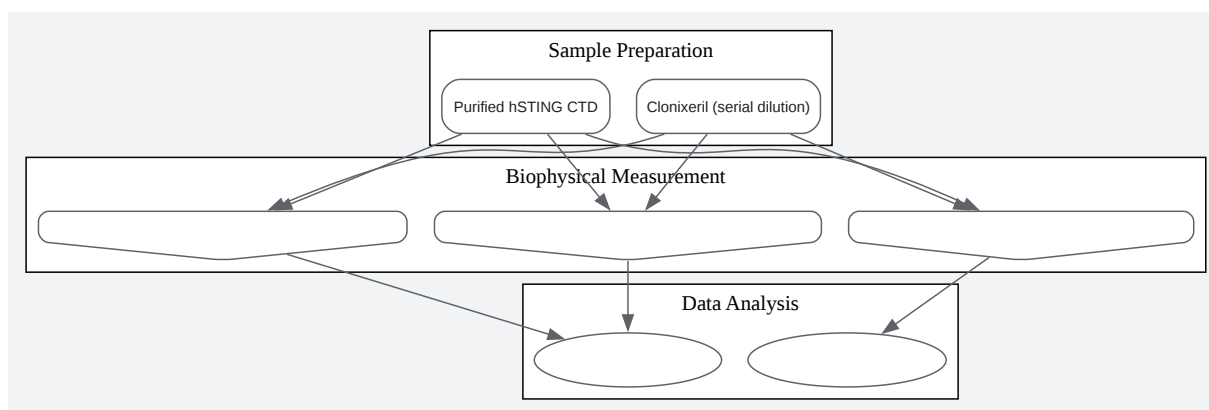 Sample Preparation
Purified hSTING CTD
Clonixeril (serial dilution)
Biophysical Measurement
Data Analysis